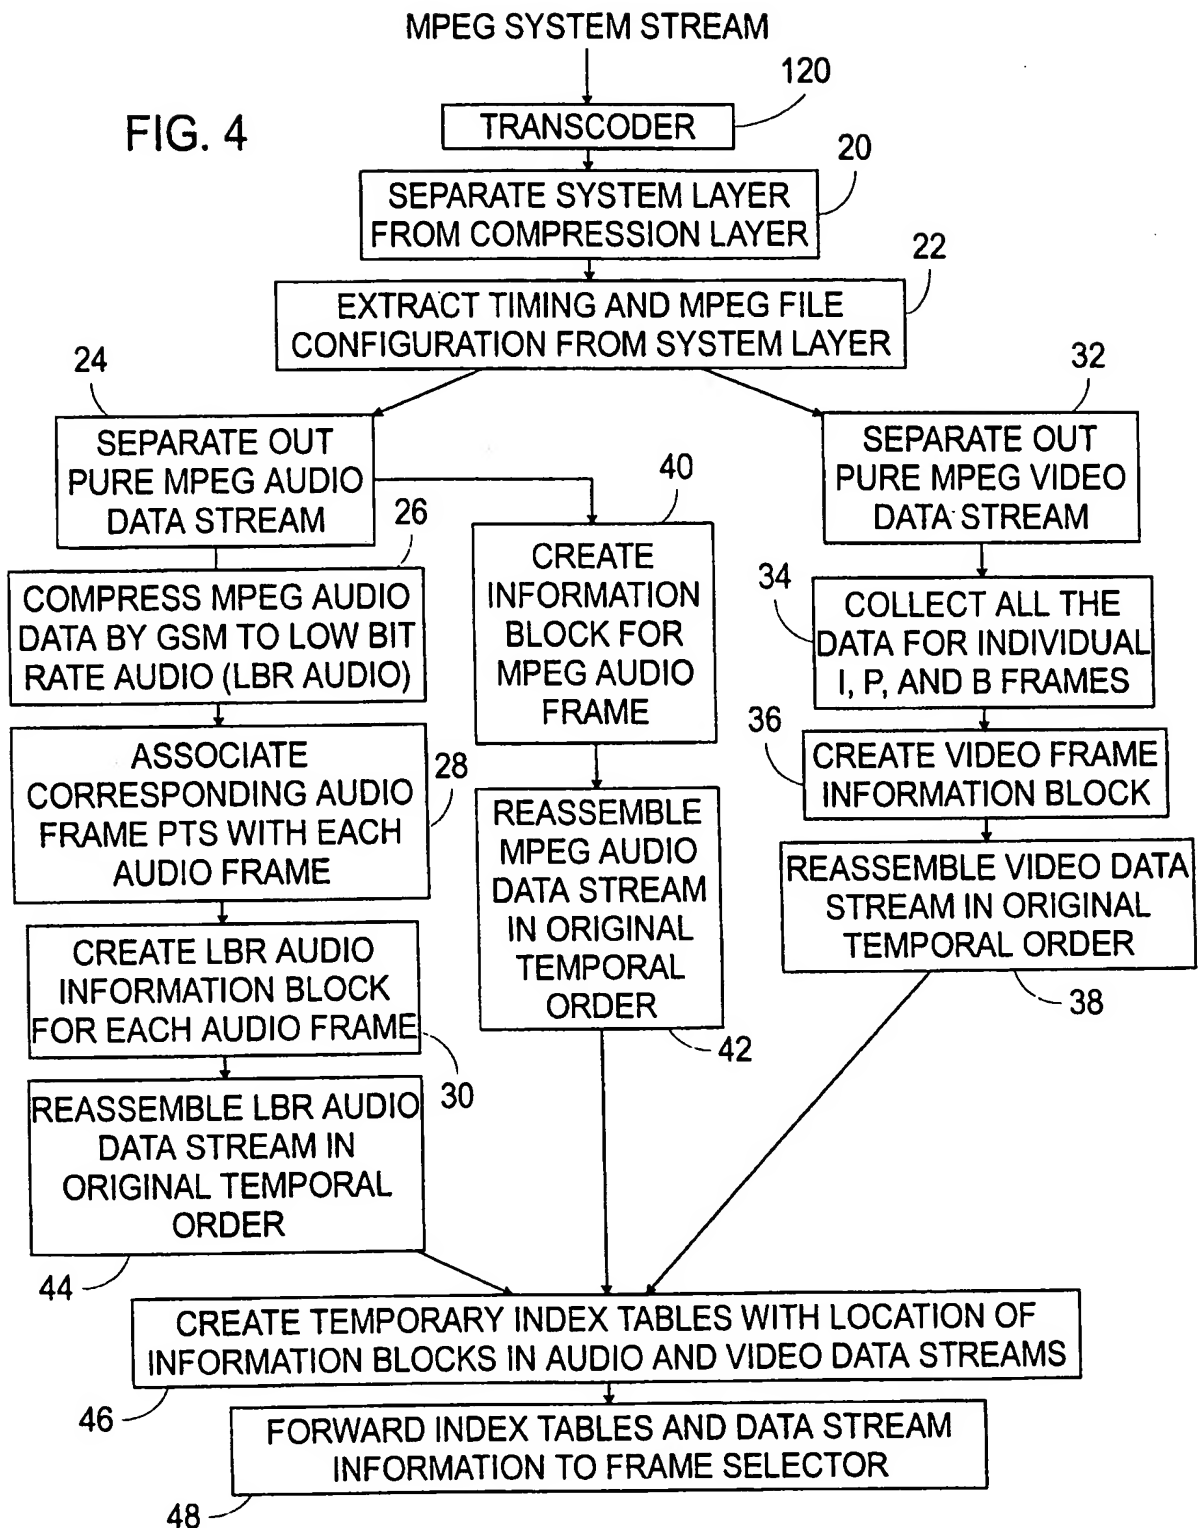 MPEG SYSTEM STREAM
120
FIG. 4
TRANSCODER
20
SEPARATE SYSTEM LAYER
FROM COMPRESSION LAYER
22
EXTRACT TIMING AND MPEG FILE
CONFIGURATION FROM SYSTEM LAYER
24
SEPARATE OUT
PURE MPEG AUDIO
DATA STREAM
26
COMPRESS MPEG AUDIO
DATA BY GSM TO LOW BIT
RATE AUDIO (LBR AUDIO)
ASSOCIATE
CORRESPONDING AUDIO
FRAME PTS WITH EACH
AUDIO FRAME
28
CREATE LBR AUDIO
INFORMATION BLOCK
FOR EACH AUDIO FRAME
30
REASSEMBLE LBR AUDIO
DATA STREAM IN
ORIGINAL TEMPORAL
ORDER
44
40
CREATE
INFORMATION
BLOCK FOR
MPEG AUDIO
FRAME
REASSEMBLE
MPEG AUDIO
DATA STREAM
IN ORIGINAL
TEMPORAL
ORDER
42
32
SEPARATE OUT
PURE MPEG VIDEO
DATA STREAM
34
COLLECT ALL THE
DATA FOR INDIVIDUAL
I, P, AND B FRAMES
36
CREATE VIDEO FRAME
INFORMATION BLOCK
REASSEMBLE VIDEO DATA
STREAM IN ORIGINAL
TEMPORAL ORDER
38
CREATE TEMPORARY INDEX TABLES WITH LOCATION OF
INFORMATION BLOCKS IN AUDIO AND VIDEO DATA STREAMS
46
FORWARD INDEX TABLES AND DATA STREAM
INFORMATION TO FRAME SELECTOR
48